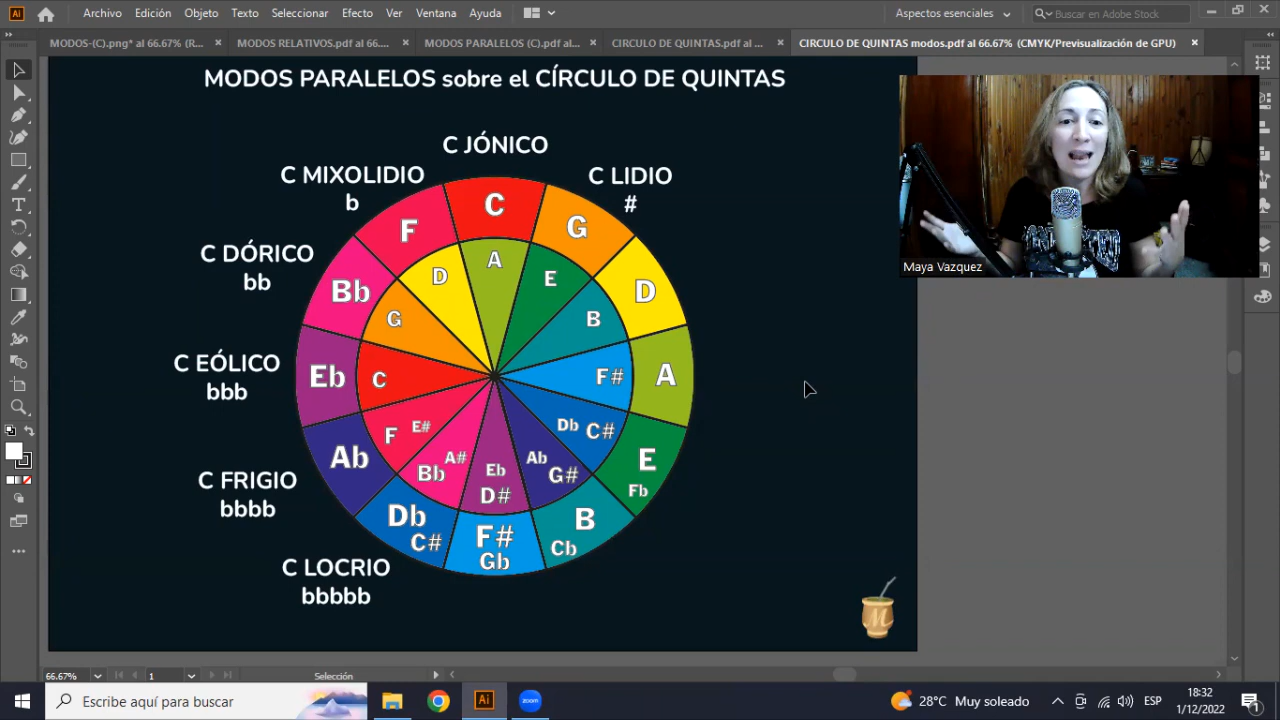 Ai
Archivo Edición Objeto Texto Seleccionar Efecto Ver Ventana Ayuda
Aspectos esenciales
Buscar en Adobe Stock
MODOS-(C).png* al 66.67% (R...
MODOS RELATIVOS.pdf al 66....
MODOS PARALELOS (C).pdf al...
CIRCULO DE QUINTAS.pdf al ...
CIRCULO DE QUINTAS modos.pdf al 66.67% (CMYK/Previsualización de GPU)
MODOS PARALELOS sobre el CÍRCULO DE QUINTAS
C JÓNICO
C MIXOLIDIO
b
C LIDIO
#
C DÓRICO
bb
C EÓLICO
bbb
C FRIGIO
bbbb
C LOCRIO
bbbbb
C
G
D
A
E
Fb
B
Cb
F#
Gb
Db
C#
Ab
Eb
Bb
F
A
E
B
F#
Db C#
Ab
G#
Eb
D#
A#
Bb
E#
F
C
G
D
M
Maya Vazquez
66.67%
1
Selección
Escribe aquí para buscar
Ai
zoom
28°C Muy soleado
ESP
18:32
1/12/2022
1